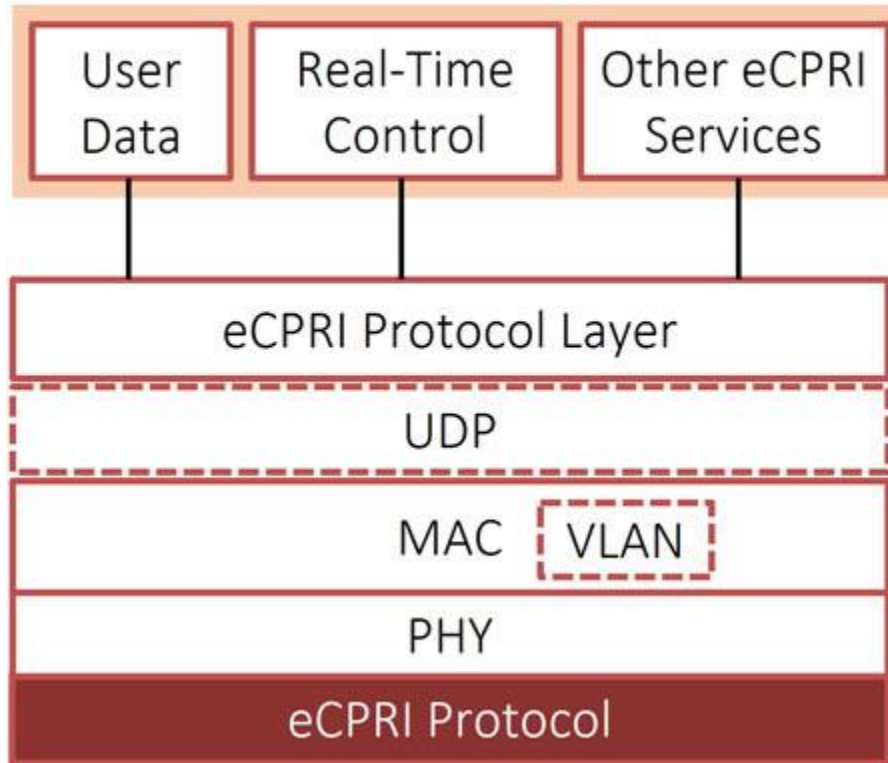 User
Data
Real-Time
Control
Other eCPRI
Services
eCPRI Protocol Layer
UDP
MAC
VLAN
PHY
eCPRI Protocol